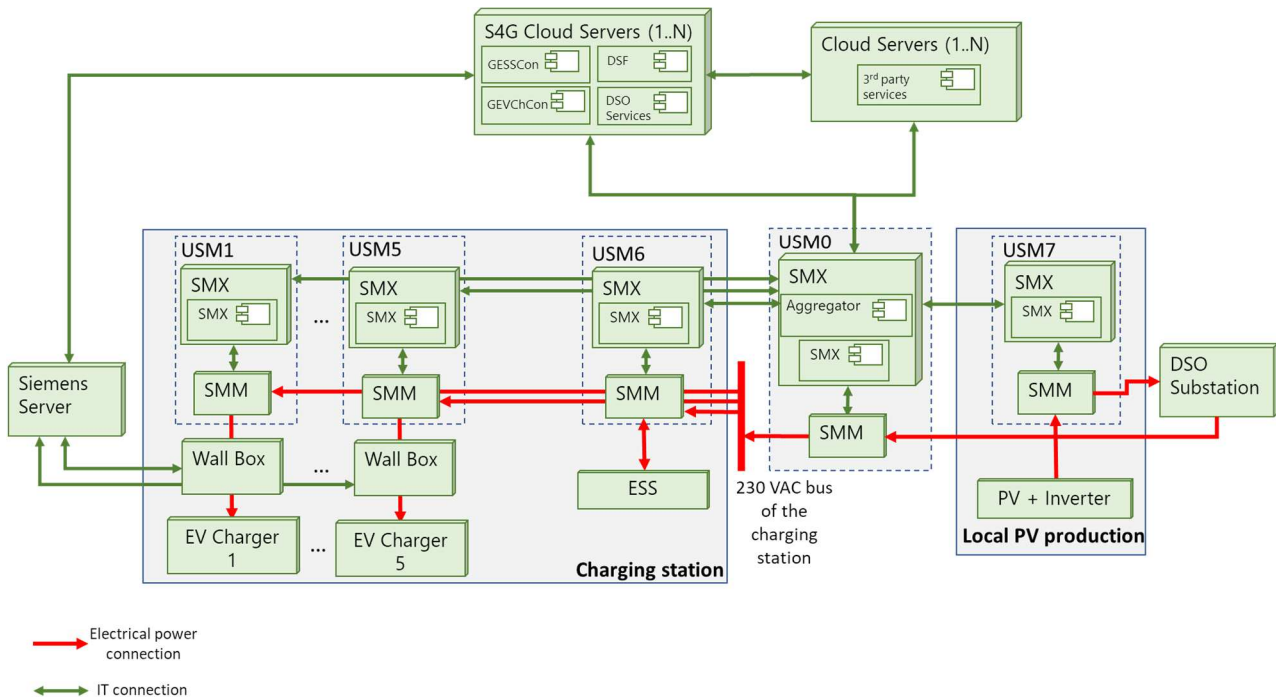 S4G Cloud Servers (1..N)
GESSCon
DSF
GEVChCon
DSO
Services
Cloud Servers (1..N)
3rd party
services
USM1
SMX
SMX
SMM
...
USM5
SMX
SMX
SMM
USM6
SMX
SMX
SMM
USM0
SMX
Aggregator
SMX
SMM
USM7
SMX
SMX
SMM
DSO
Substation
Siemens
Server
Wall Box
...
Wall Box
ESS
230 VAC bus
of the
charging
station
PV + Inverter
Local PV production
EV Charger
1
...
EV Charger
5
Charging station
Electrical power
connection
IT connection